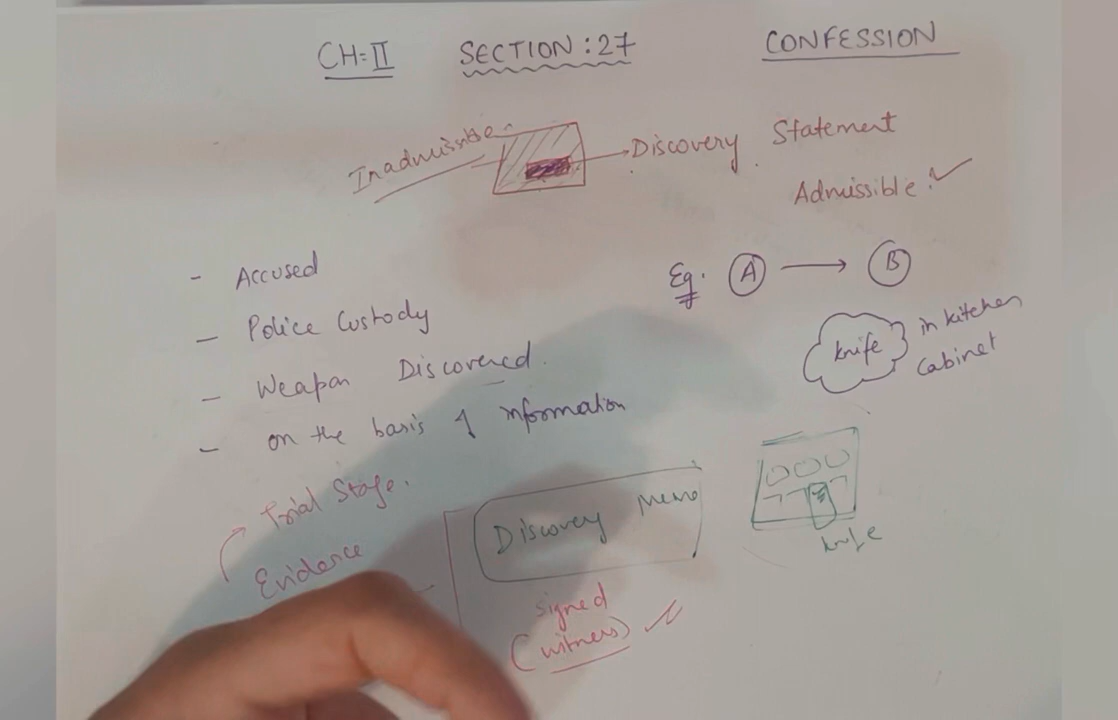 CH=II SECTION : 27 CONFESSION
Inadmissible
Discovery Statement
Admissible.
- Accused
- Police Custody
- Weapon Discovered.
- on the basis of information
Eg. A → B
knife in kitchen
cabinet
knife
Trial Stage.
Evidence
Discovery Memo
signed
(witness)